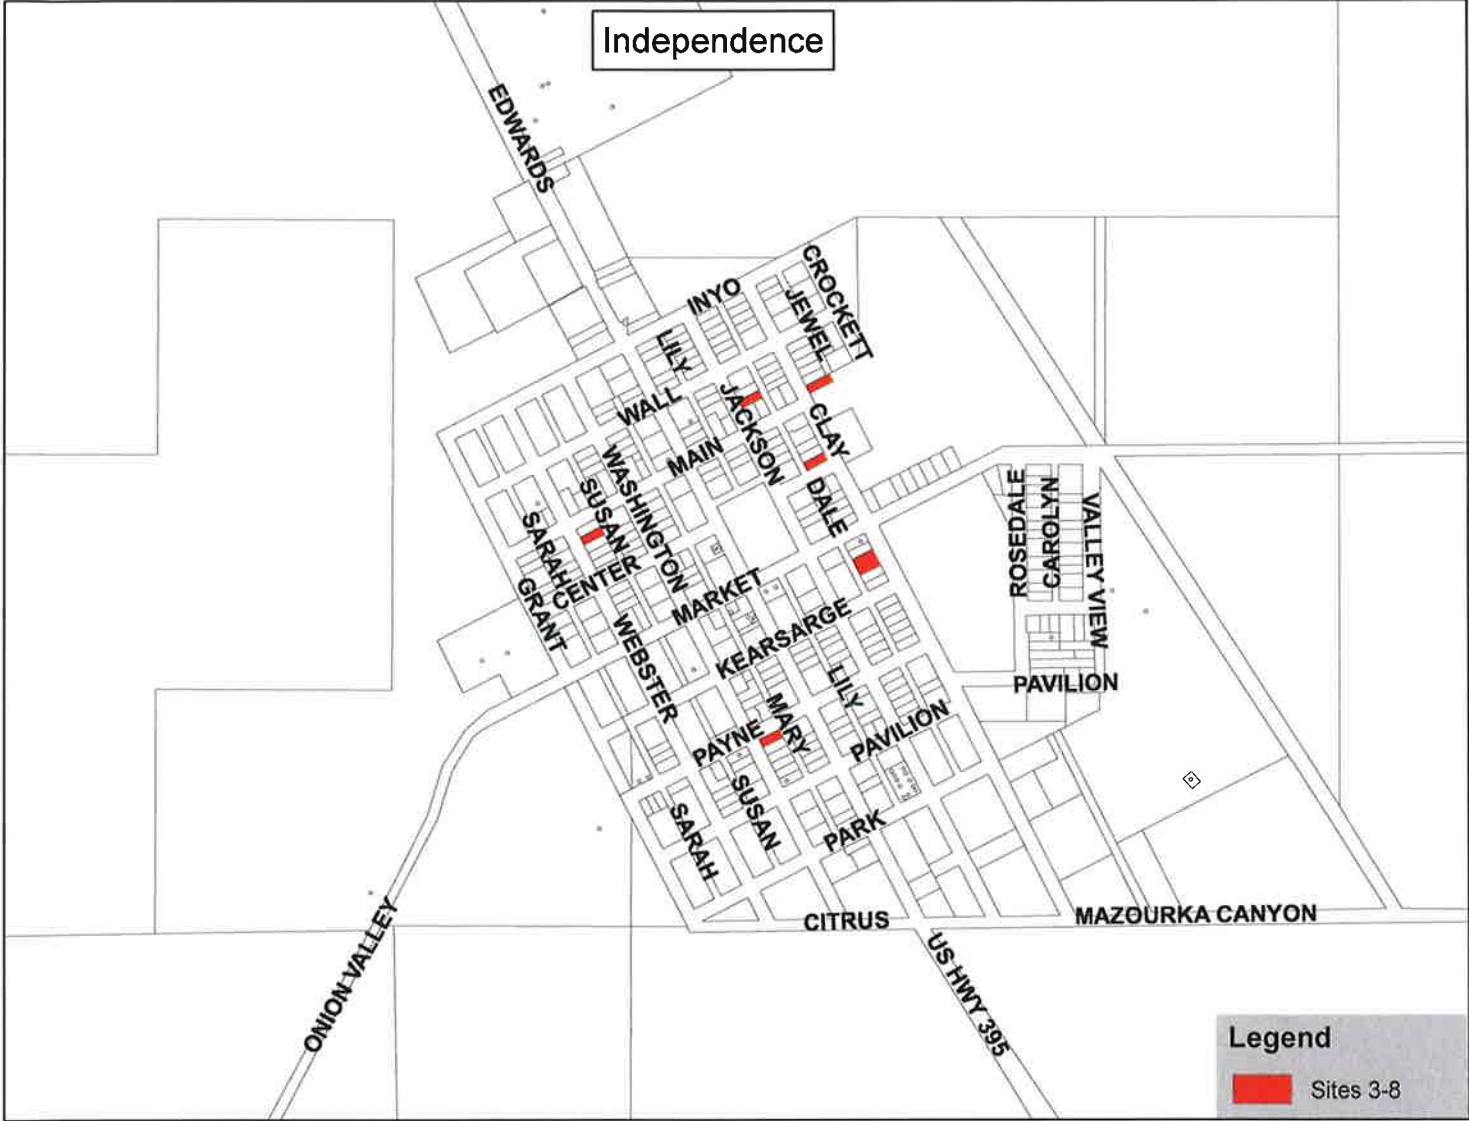 Independence
EDWARDS
CROCKETT
INYO
JEWEL
LILY
JACKSON
WALL
CLAY
MAIN
WASHINGTON
SUSAN
DALE
ROSEDALE
CAROLYN
VALLEY VIEW
SARAH
CENTER
GRANT
MARKET
KEARSARGE
WEBSTER
LILY
PAVILION
MARY
PAYNE
PAVILION
SUSAN
SARAH
PARK
CITRUS
MAZOURKA CANYON
ONION VALLEY
US HWY 395
Legend
Sites 3-8